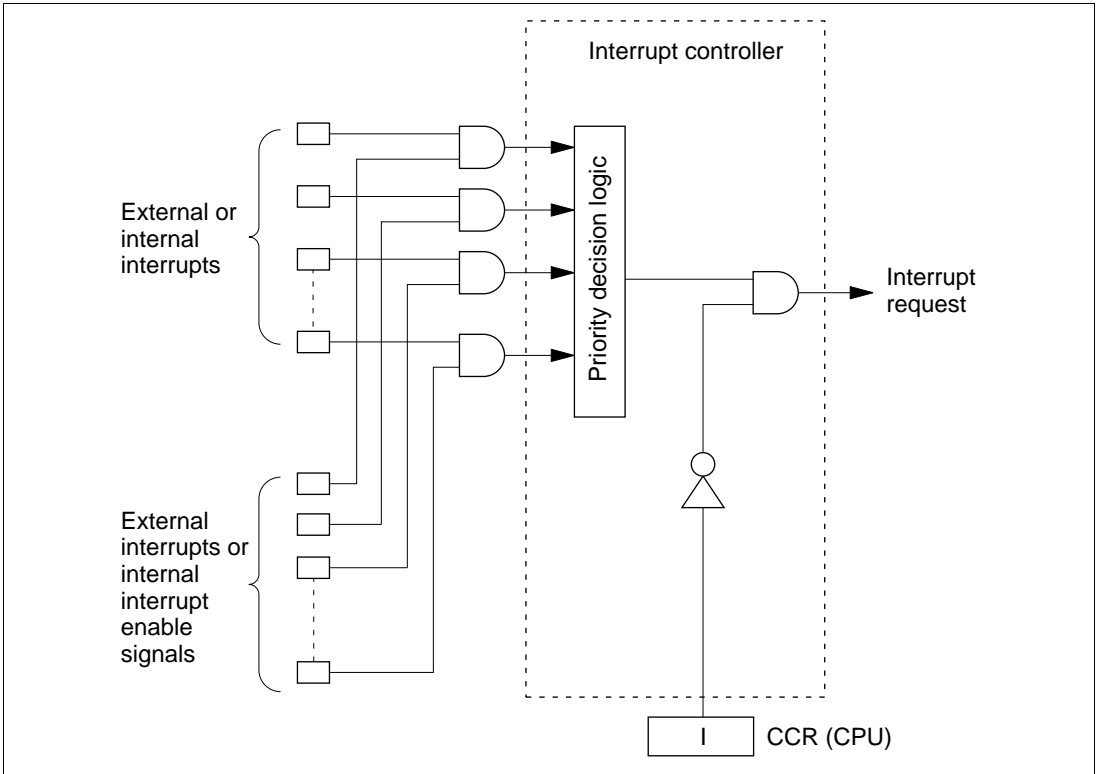 Interrupt controller
External or
internal
interrupts
Priority decision logic
Interrupt
request
External
interrupts or
internal
interrupt
enable
signals
I
CCR (CPU)